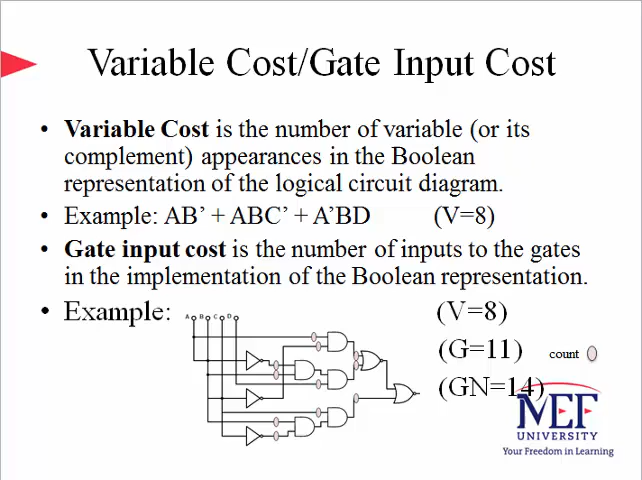 Variable Cost/Gate Input Cost
• Variable Cost is the number of variable (or its
complement) appearances in the Boolean
representation of the logical circuit diagram.
• Example: AB’ + ABC’ + A’BD (V=8)
• Gate input cost is the number of inputs to the gates
in the implementation of the Boolean representation.
• Example: (V=8)
A B C D
(G=11) count
(GN=14)
MEF
UNIVERSITY
Your Freedom in Learning